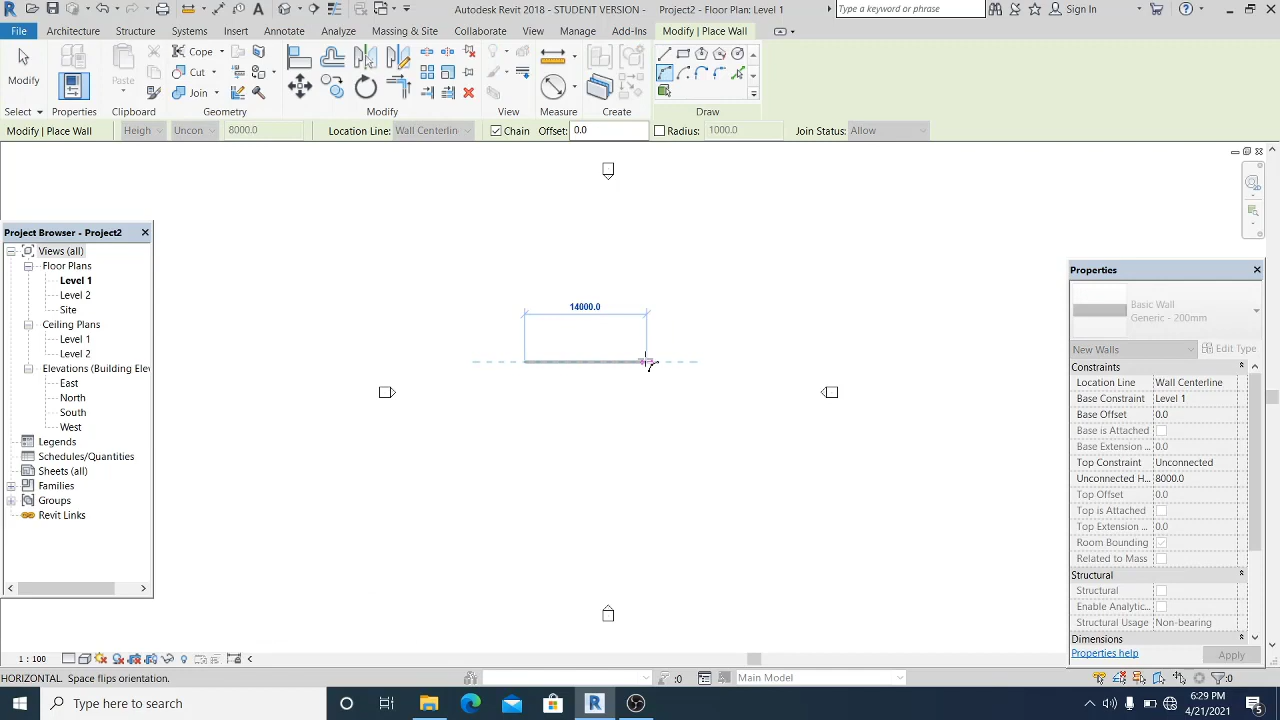 Autodesk Revit 2018 - STUDENT VERSION - Project2 - Floor Plan: Level 1
Type a keyword or phrase
Sign In
File Architecture Structure Systems Insert Annotate Analyze Massing & Site Collaborate View Manage Add-Ins Modify | Place Wall
Modify
Properties
Paste
Cope
Cut
Join
Select Properties Clipboard Geometry Modify View Measure Create Draw
Modify | Place Wall Heigh Uncon 8000.0 Location Line: Wall Centerlin Chain Offset: 0.0 Radius: 1000.0 Join Status: Allow
Project Browser - Project2
Views (all)
Floor Plans
Level 1
Level 2
Site
Ceiling Plans
Level 1
Level 2
Elevations (Building Elev
East
North
South
West
Legends
Schedules/Quantities
Sheets (all)
Families
Groups
Revit Links
14000.0
Properties
Basic Wall
Generic - 200mm
New Walls Edit Type
Constraints
Location Line Wall Centerline
Base Constraint Level 1
Base Offset 0.0
Base is Attached
Base Extension ... 0.0
Top Constraint Unconnected
Unconnected H... 8000.0
Top Offset 0.0
Top is Attached
Top Extension ... 0.0
Room Bounding
Related to Mass
Structural
Structural
Enable Analytic...
Structural Usage Non-bearing
Dimensions
Properties help Apply
1 : 100
HORIZONTAL. Space flips orientation. :0 Main Model :0
Type here to search
6:29 PM
4/21/2021
5